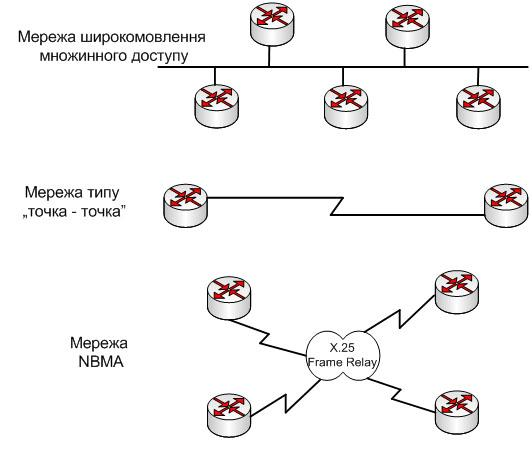 Мережа широкомовлення
множинного доступу
Мережа типу
„точка - точка”
Мережа
NBMA
X.25
Frame Relay